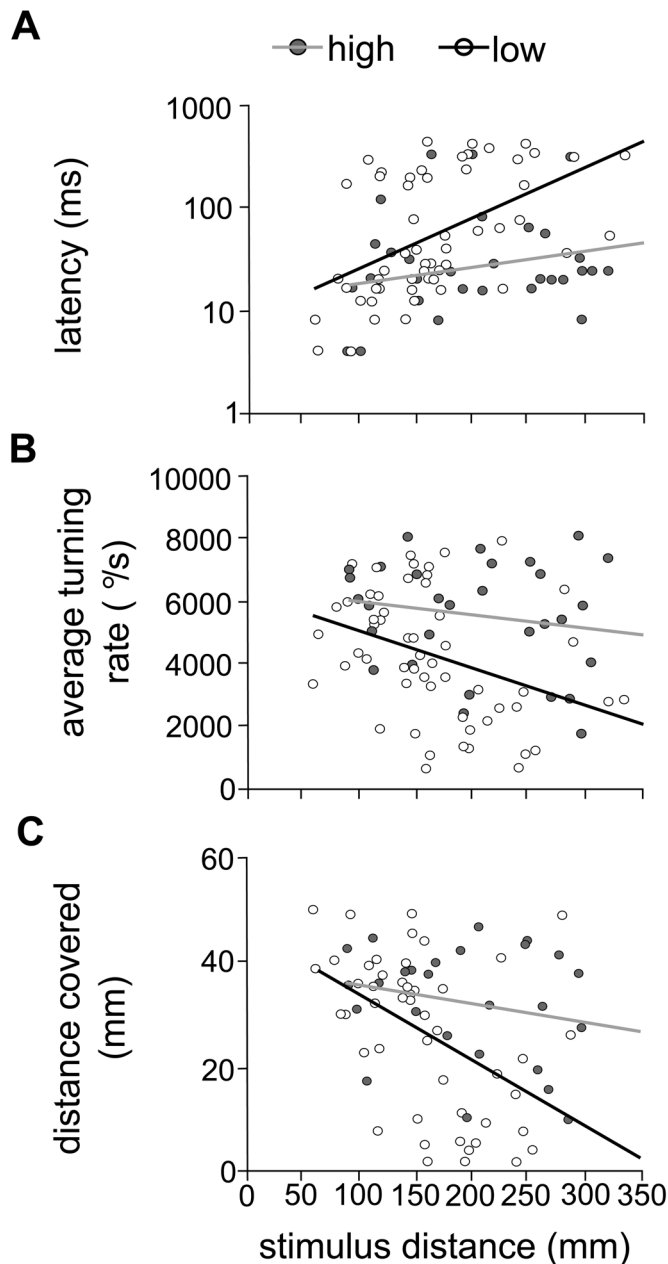 A
high low
1000
100
10
1
latency (ms)
B
10000
8000
6000
4000
2000
0
average turning
rate ( °/s)
C
60
40
20
0
distance covered
(mm)
0 50 100 150 200 250 300 350
stimulus distance (mm)